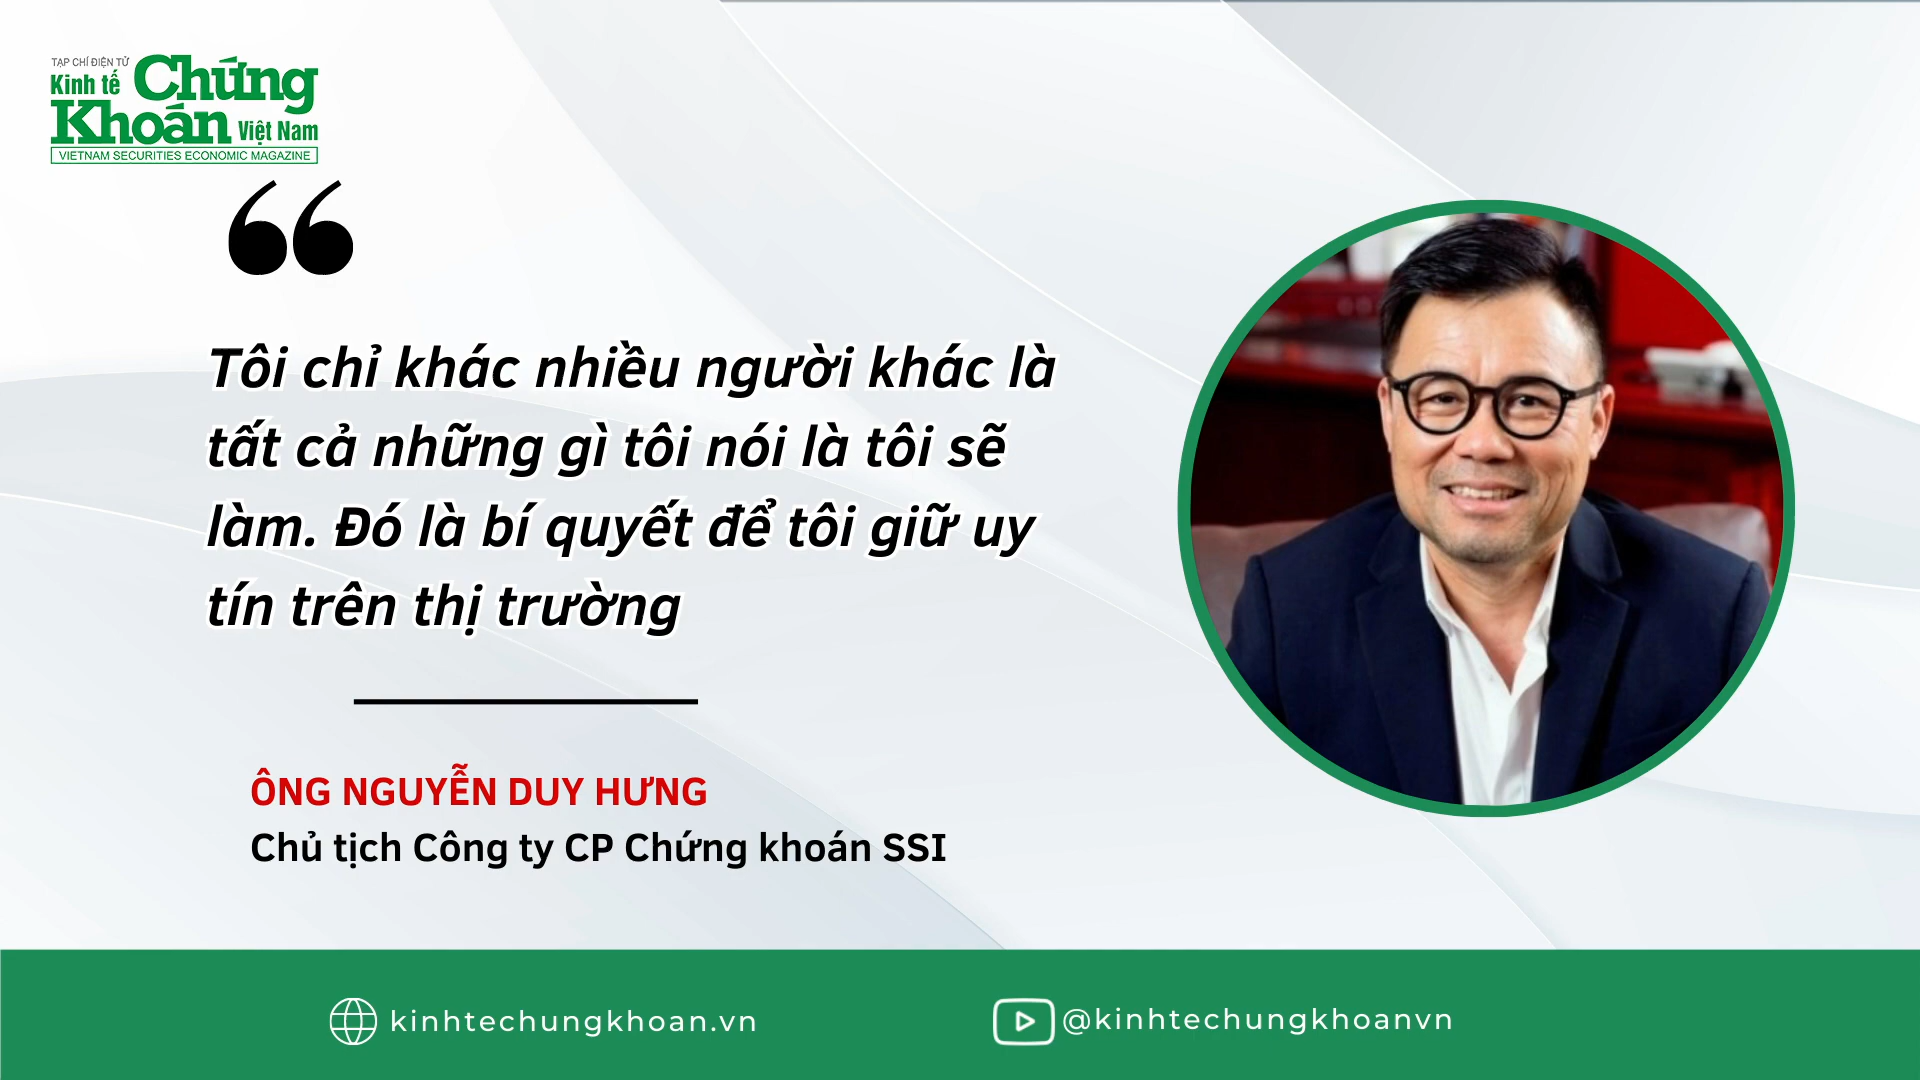 TẠP CHÍ ĐIỆN TỬ
Kinh tế Chứng
Khoán Việt Nam
VIETNAM SECURITIES ECONOMIC MAGAZINE
“
Tôi chỉ khác nhiều người khác là
tất cả những gì tôi nói là tôi sẽ
làm. Đó là bí quyết để tôi giữ uy
tín trên thị trường
ÔNG NGUYỄN DUY HƯNG
Chủ tịch Công ty CP Chứng khoán SSI
kinhtechungkhoan.vn
@kinhtechungkhoanvn